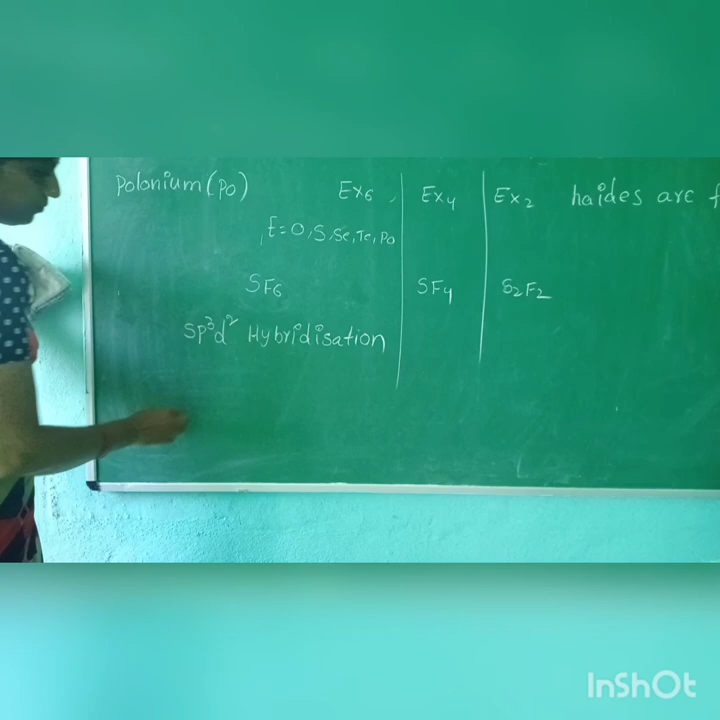 Polonium(Po) Ex6, Ex4 Ex2 haides are f
E=O,S,Se,Te,Po
SF6 SF4 S2F2
Sp³d² Hybridisation
InShOt